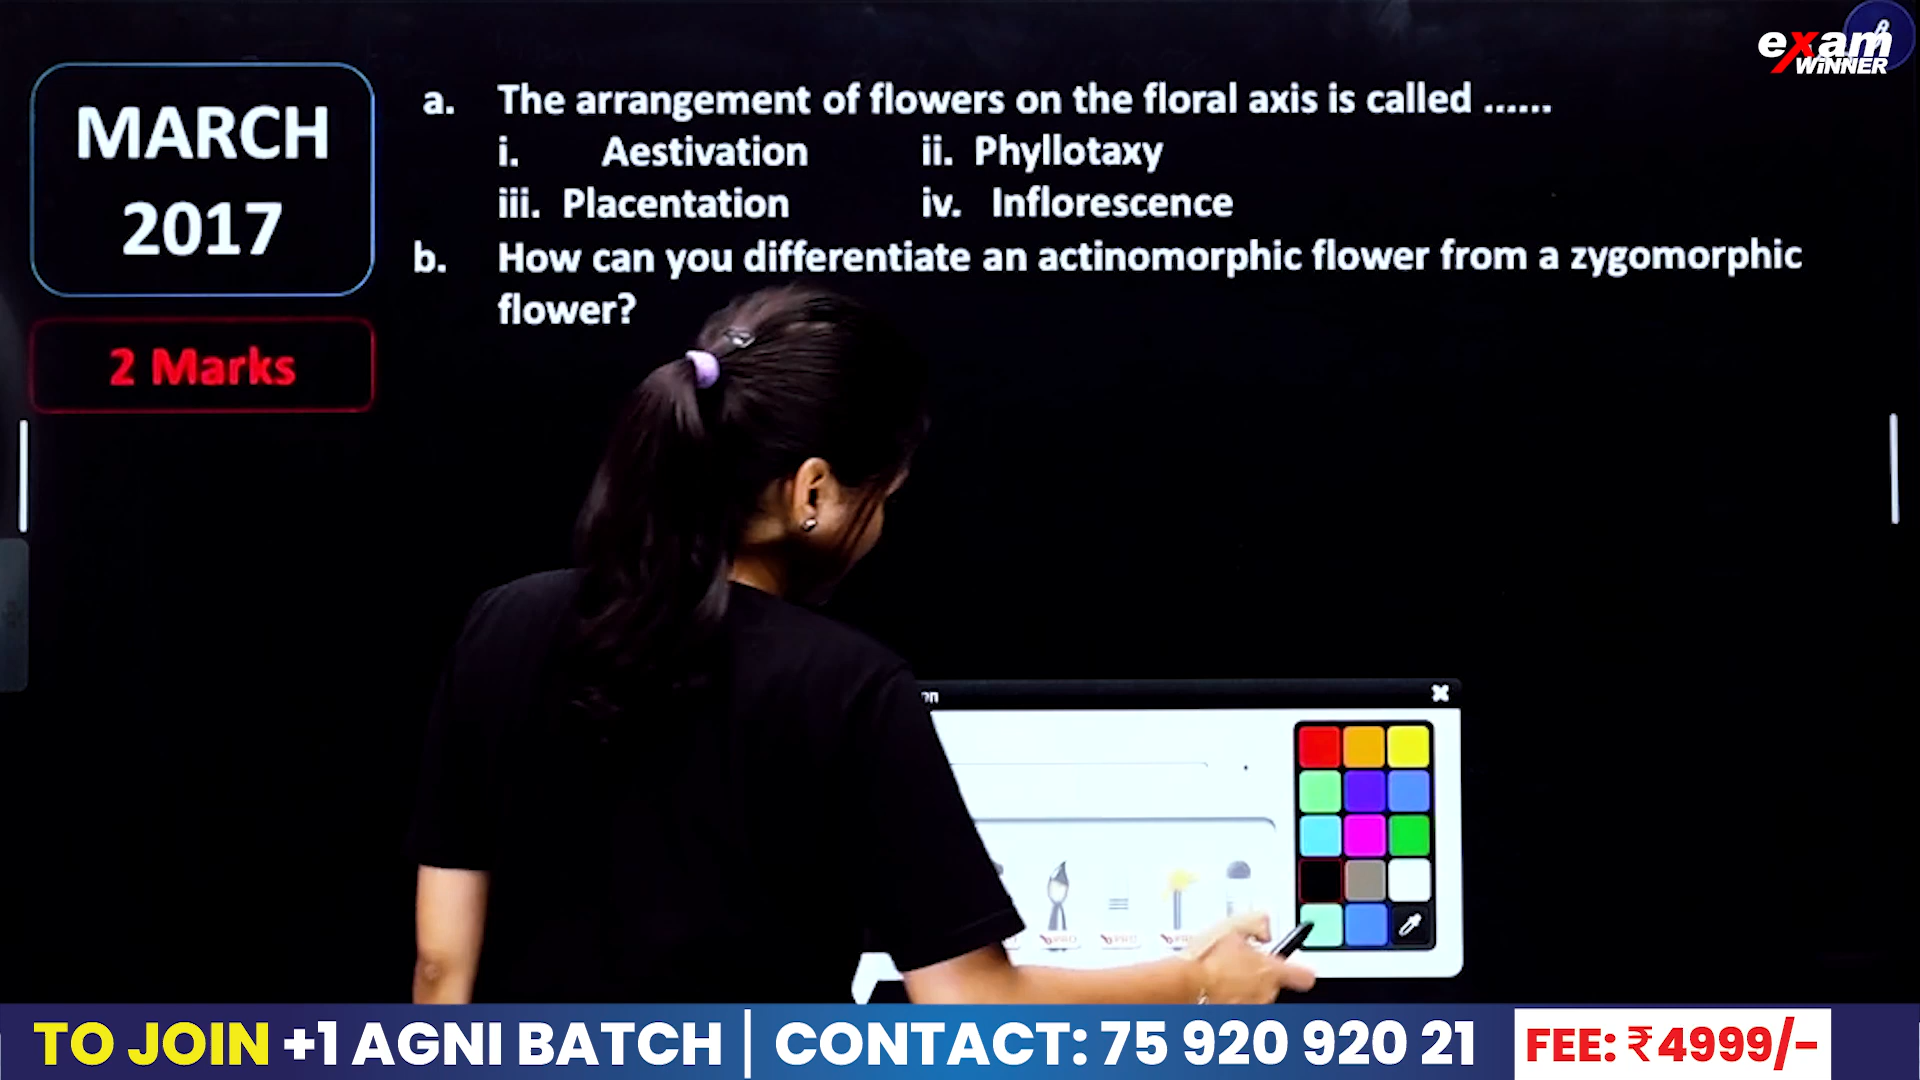 exam
WINNER
MARCH
2017
2 Marks
a. The arrangement of flowers on the floral axis is called ......
i. Aestivation ii. Phyllotaxy
iii. Placentation iv. Inflorescence
b. How can you differentiate an actinomorphic flower from a zygomorphic
flower?
PRO PRO
TO JOIN +1 AGNI BATCH | CONTACT: 75 920 920 21 FEE: ₹4999/-